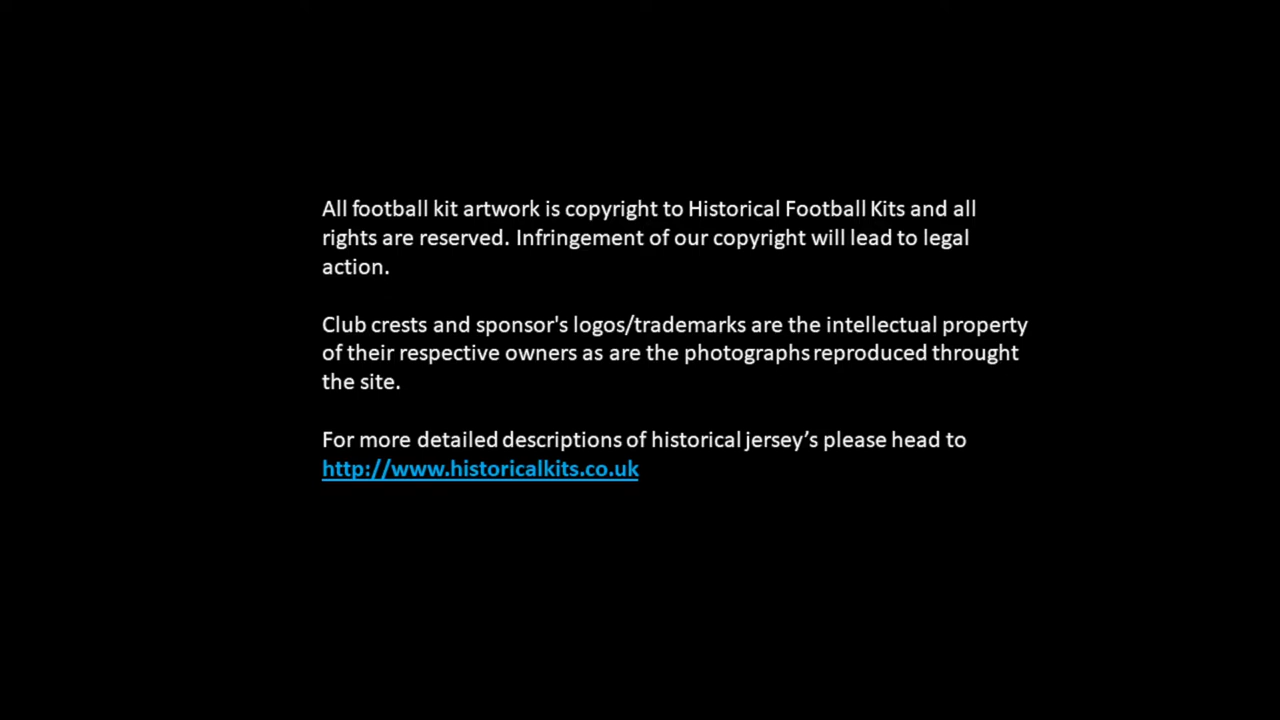 All football kit artwork is copyright to Historical Football Kits and all
rights are reserved. Infringement of our copyright will lead to legal
action.
Club crests and sponsor's logos/trademarks are the intellectual property
of their respective owners as are the photographs reproduced throught
the site.
For more detailed descriptions of historical jersey’s please head to
http://www.historicalkits.co.uk